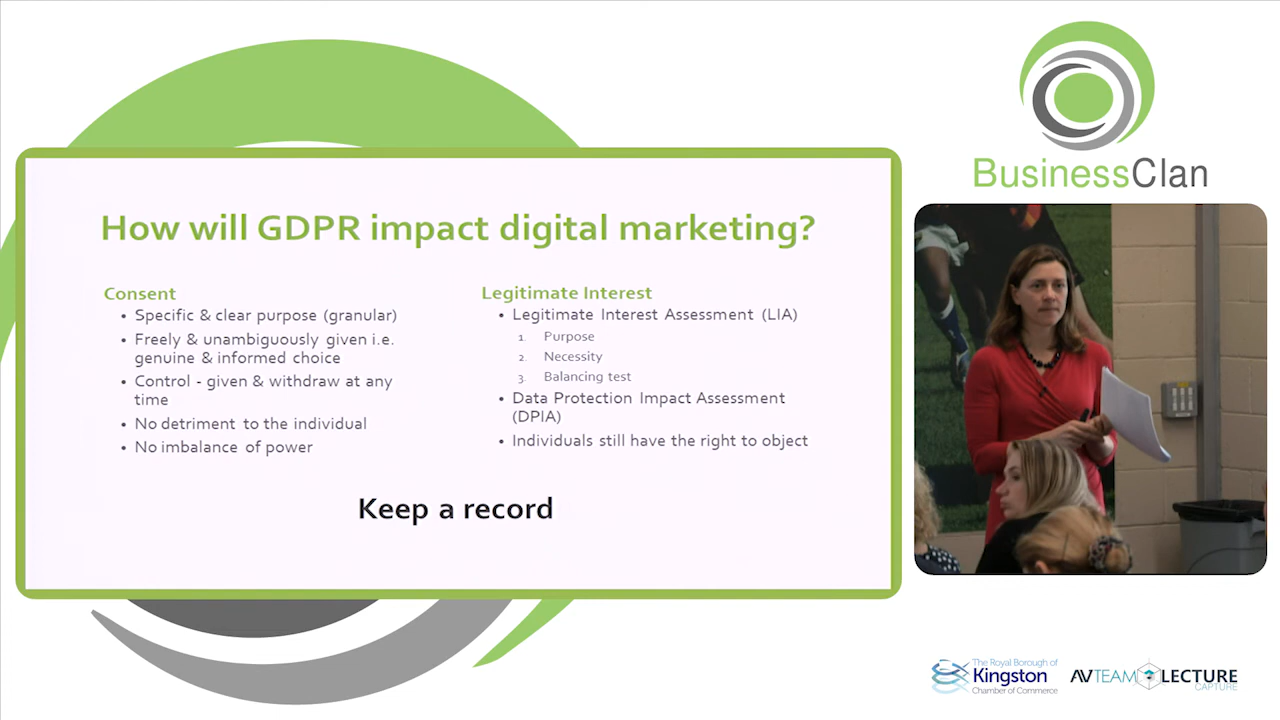 BusinessClan
How will GDPR impact digital marketing?
Consent
• Specific & clear purpose (granular)
• Freely & unambiguously given i.e.
genuine & informed choice
• Control - given & withdraw at any
time
• No detriment to the individual
• No imbalance of power
Legitimate Interest
• Legitimate Interest Assessment (LIA)
1. Purpose
2. Necessity
3. Balancing test
• Data Protection Impact Assessment
(DPIA)
• Individuals still have the right to object
Keep a record
The Royal Borough of
Kingston
Chamber of Commerce
AVTEAM LECTURE
CAPTURE